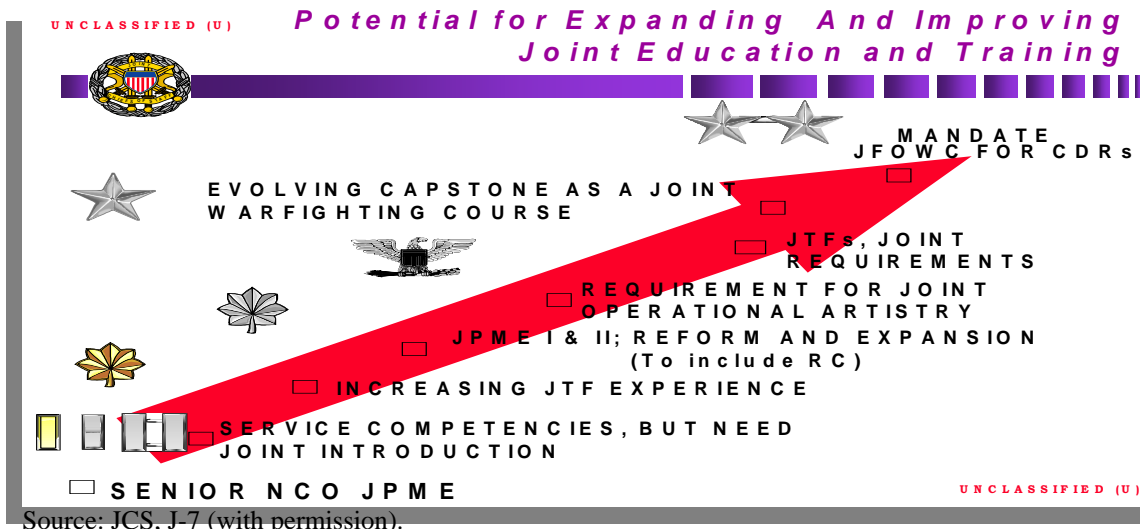 UNCLASSIFIED (U)
Potential for Expanding And Improving
Joint Education and Training
MANDATE
JFOWC FOR CDRs
EVOLVING CAPSTONE AS A JOINT
WARFIGHTING COURSE
JTFs, JOINT
REQUIREMENTS
REQUIREMENT FOR JOINT
OPERATIONAL ARTISTRY
JPME I & II; REFORM AND EXPANSION
(To include RC)
INCREASING JTF EXPERIENCE
SERVICE COMPETENCIES, BUT NEED
JOINT INTRODUCTION
SENIOR NCO JPME
UNCLASSIFIED (U)
Source: JCS, J-7 (with permission).